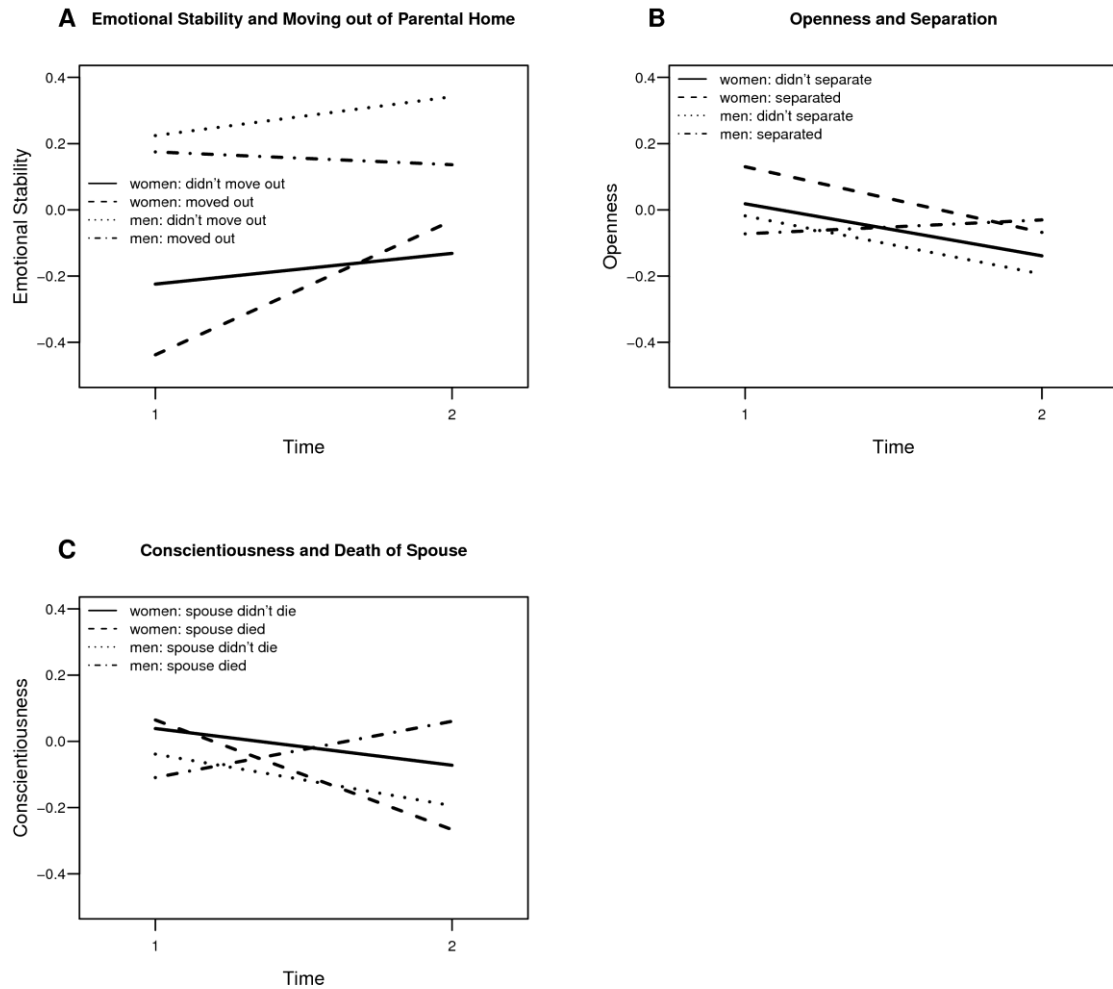 A Emotional Stability and Moving out of Parental Home
0.4
0.2
0.0
−0.2
−0.4
Emotional Stability
women: didn't move out
women: moved out
men: didn't move out
men: moved out
1 2
Time
B Openness and Separation
0.4
0.2
0.0
−0.2
−0.4
Openness
women: didn't separate
women: separated
men: didn't separate
men: separated
1 2
Time
C Conscientiousness and Death of Spouse
0.4
0.2
0.0
−0.2
−0.4
Conscientiousness
women: spouse didn't die
women: spouse died
men: spouse didn't die
men: spouse died
1 2
Time